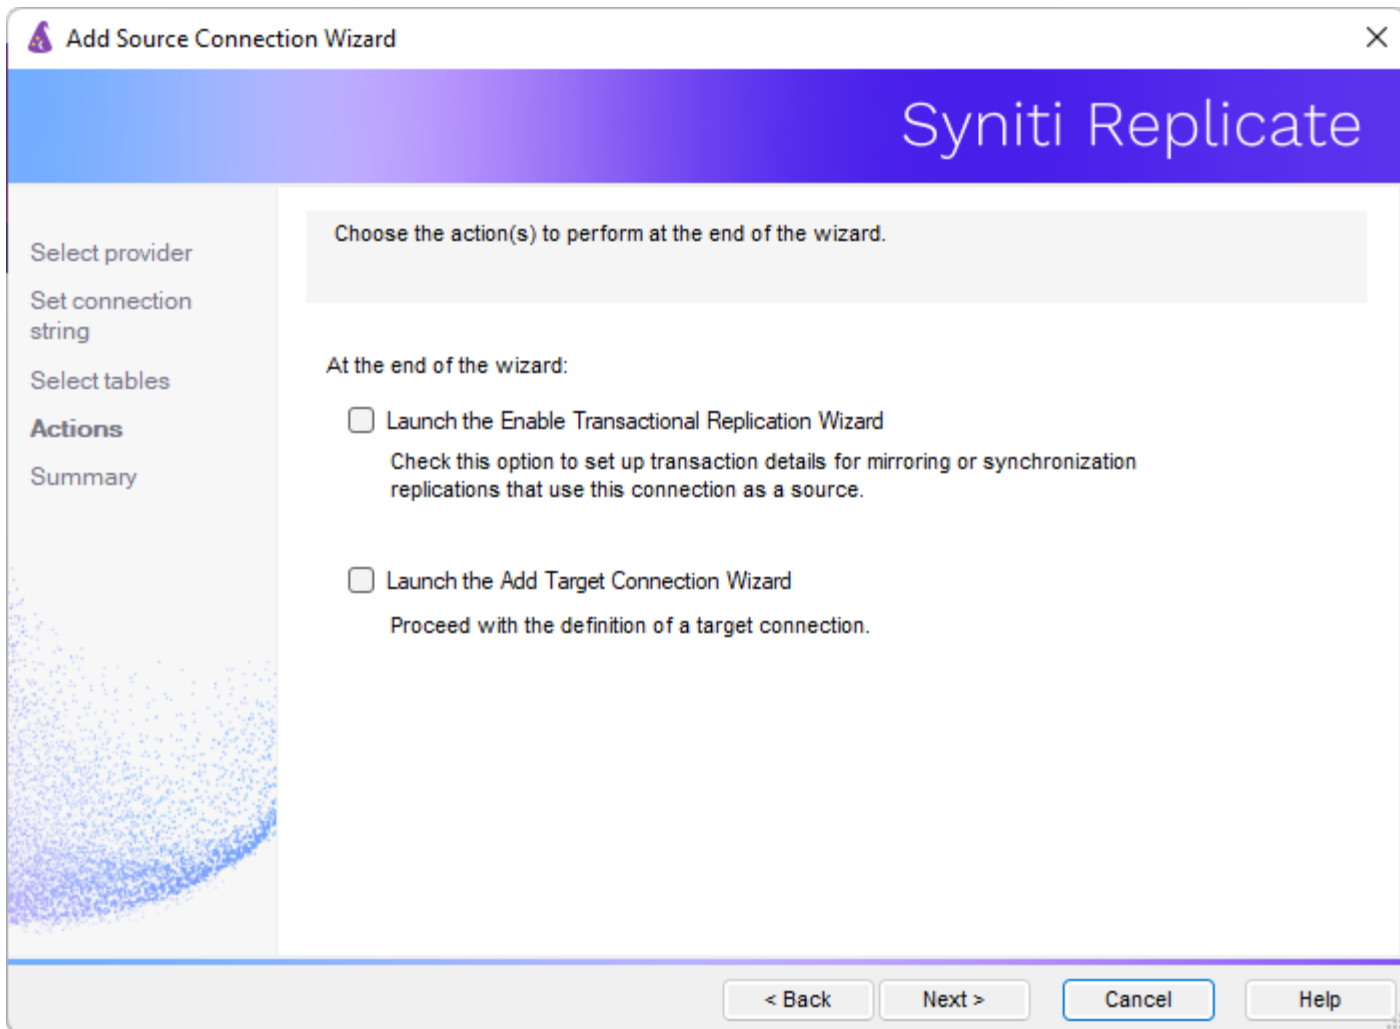 Add Source Connection Wizard
Syniti Replicate
Select provider
Set connection
string
Select tables
Actions
Summary
Choose the action(s) to perform at the end of the wizard.
At the end of the wizard:
Launch the Enable Transactional Replication Wizard
Check this option to set up transaction details for mirroring or synchronization
replications that use this connection as a source.
Launch the Add Target Connection Wizard
Proceed with the definition of a target connection.
< Back
Next >
Cancel
Help